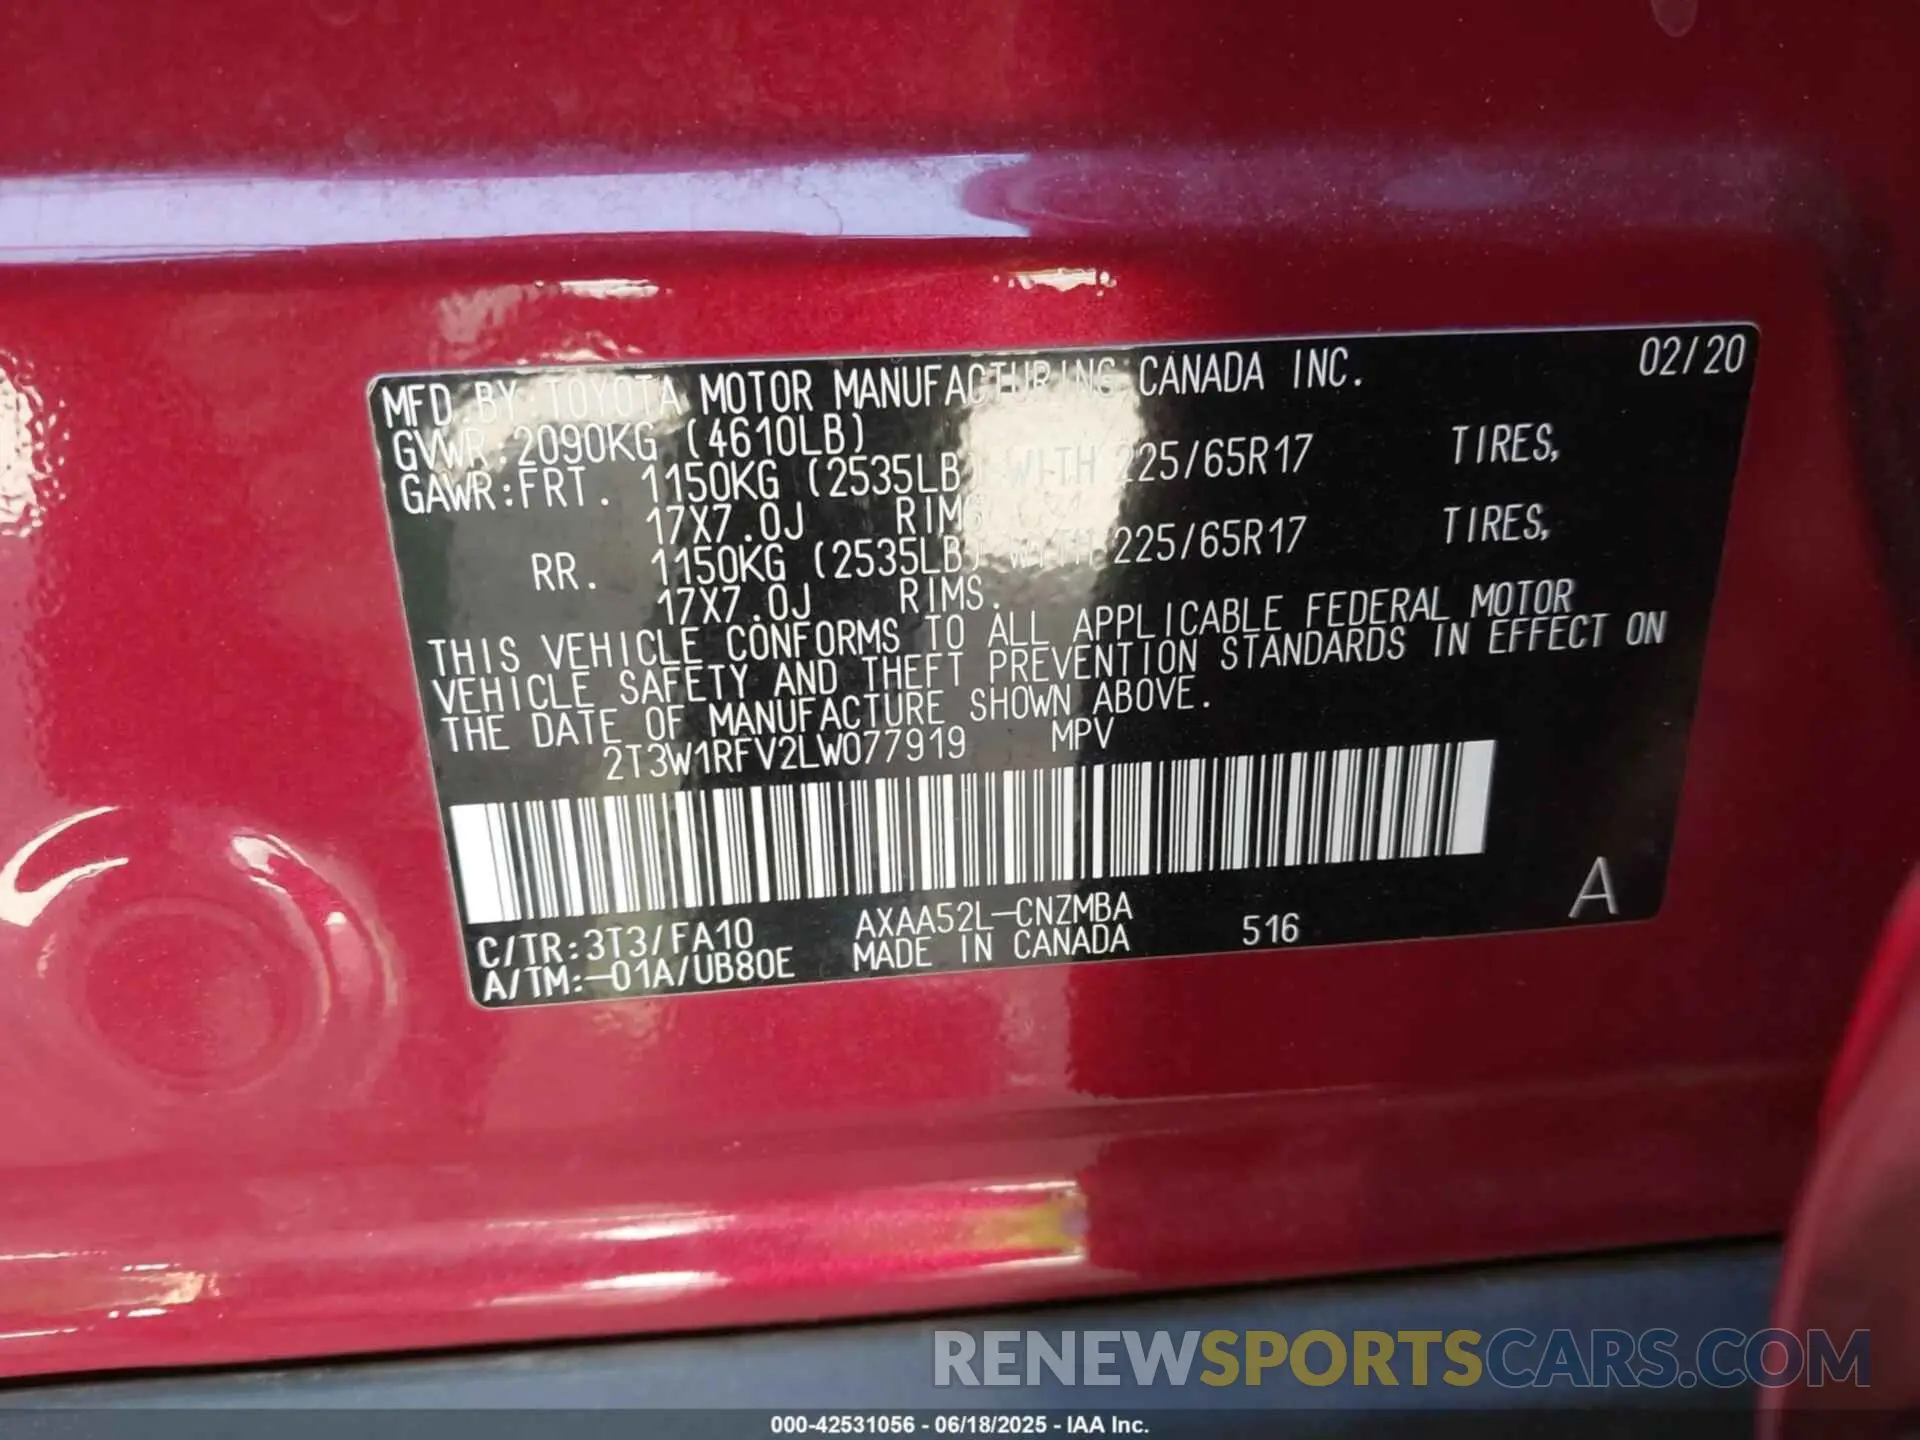 MFD.BY TOYOTA MOTOR MANUFACTURING CANADA INC. 02/20
GVWR:2090KG (4610LB)
GAWR:FRT. 1150KG (2535LB) WITH 225/65R17 TIRES,
17X7.0J RIMS.
RR. 1150KG (2535LB) WITH 225/65R17 TIRES,
17X7.0J RIMS.
THIS VEHICLE CONFORMS TO ALL APPLICABLE FEDERAL MOTOR
VEHICLE SAFETY AND THEFT PREVENTION STANDARDS IN EFFECT ON
THE DATE OF MANUFACTURE SHOWN ABOVE.
2T3W1RFV2LW077919 MPV
A
C/TR:3T3/FA10 AXAA52L-CNZMBA 516
A/TM:-01A/UB80E MADE IN CANADA
RENEWSPORTSCARS.COM
000-42531056 - 06/18/2025 - IAA Inc.